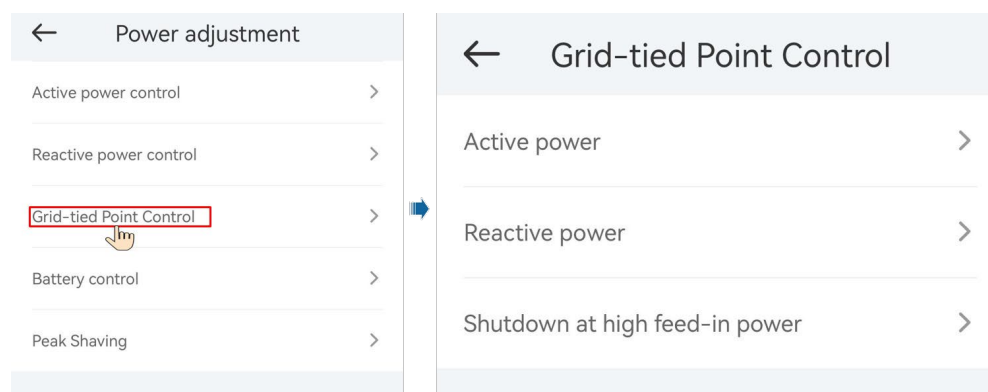 Power adjustment
Active power control
Reactive power control
Grid-tied Point Control
Battery control
Peak Shaving
Grid-tied Point Control
Active power
Reactive power
Shutdown at high feed-in power